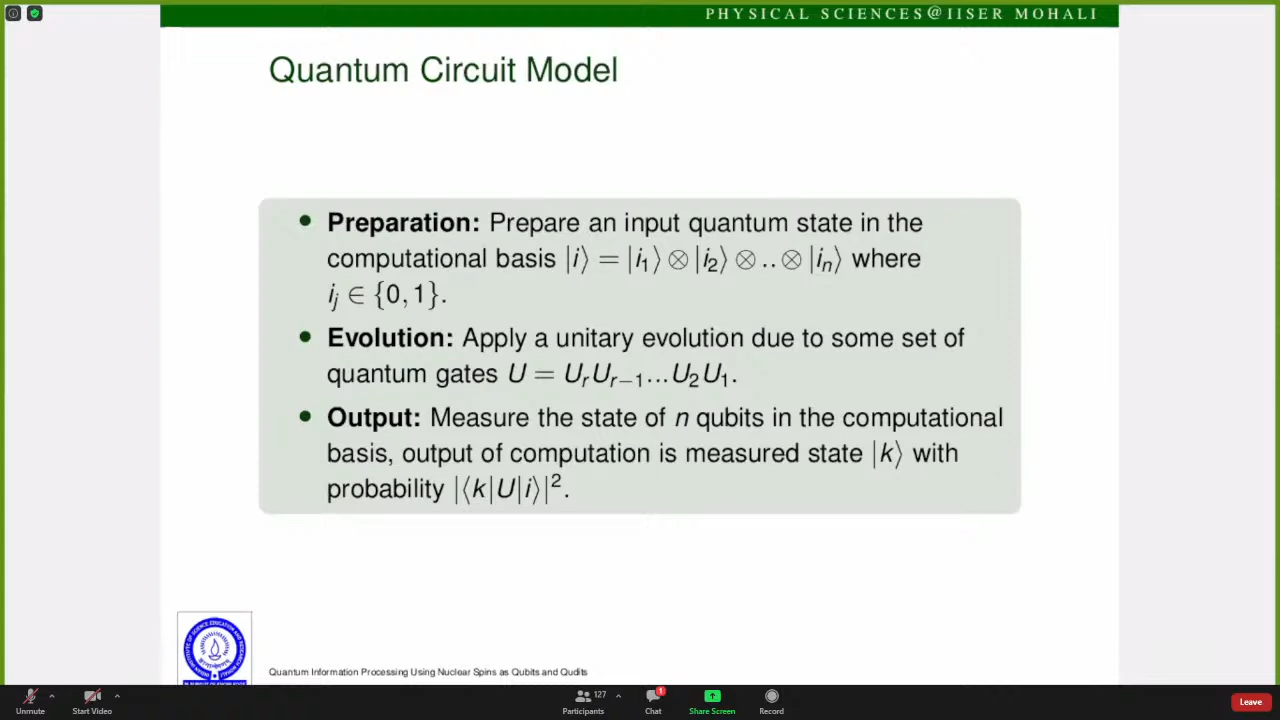 PHYSICAL SCIENCES@IISER MOHALI
Quantum Circuit Model
• Preparation: Prepare an input quantum state in the
computational basis |i⟩ = |i₁⟩ ⊗ |i₂⟩ ⊗ .. ⊗ |iₙ⟩ where
iⱼ ∈ {0, 1}.
• Evolution: Apply a unitary evolution due to some set of
quantum gates U = UᵣUᵣ₋₁...U₂U₁.
• Output: Measure the state of n qubits in the computational
basis, output of computation is measured state |k⟩ with
probability |⟨k|U|i⟩|².
Quantum Information Processing Using Nuclear Spins as Qubits and Qudits
Unmute
Start Video
127
Participants
1
Chat
Share Screen
Record
Leave